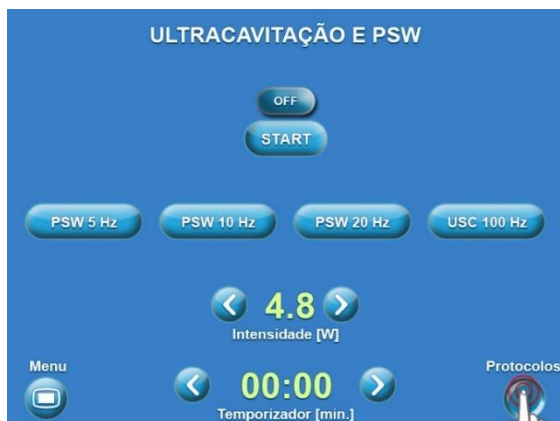 ULTRACAVITAÇÃO E PSW
OFF
START
PSW 5 Hz PSW 10 Hz PSW 20 Hz USC 100 Hz
4.8
Intensidade [W]
Menu
Protocolos
00:00
Temporizador [min.]